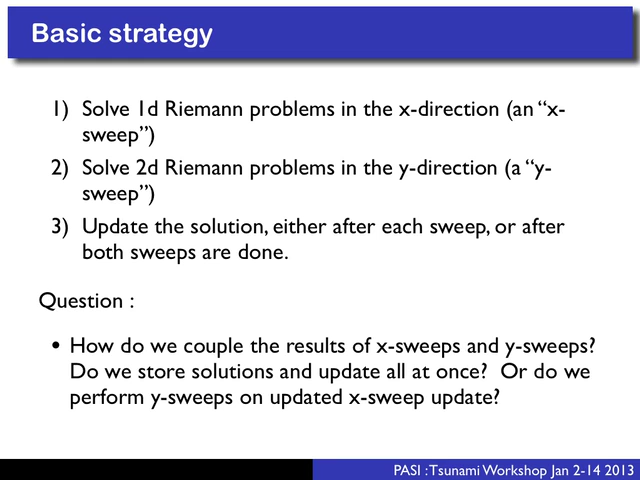 Basic strategy
1) Solve 1d Riemann problems in the x-direction (an “x-
sweep”)
2) Solve 2d Riemann problems in the y-direction (a “y-
sweep”)
3) Update the solution, either after each sweep, or after
both sweeps are done.
Question :
• How do we couple the results of x-sweeps and y-sweeps?
Do we store solutions and update all at once? Or do we
perform y-sweeps on updated x-sweep update?
PASI : Tsunami Workshop Jan 2-14 2013